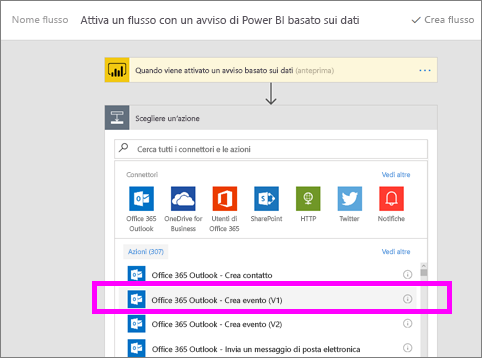 Nome flusso Attiva un flusso con un avviso di Power BI basato sui dati Crea flusso
Quando viene attivato un avviso basato sui dati (anteprima) ...
Scegliere un'azione
Cerca tutti i connettori e le azioni
Connettori Vedi altre
Office 365 Outlook
OneDrive for Business
Utenti di Office 365
SharePoint
HTTP
Twitter
Notifiche
Azioni (307) Vedi altre
Office 365 Outlook - Crea contatto
Office 365 Outlook - Crea evento (V1)
Office 365 Outlook - Crea evento (V2)
Office 365 Outlook - Invia un messaggio di posta elettronica